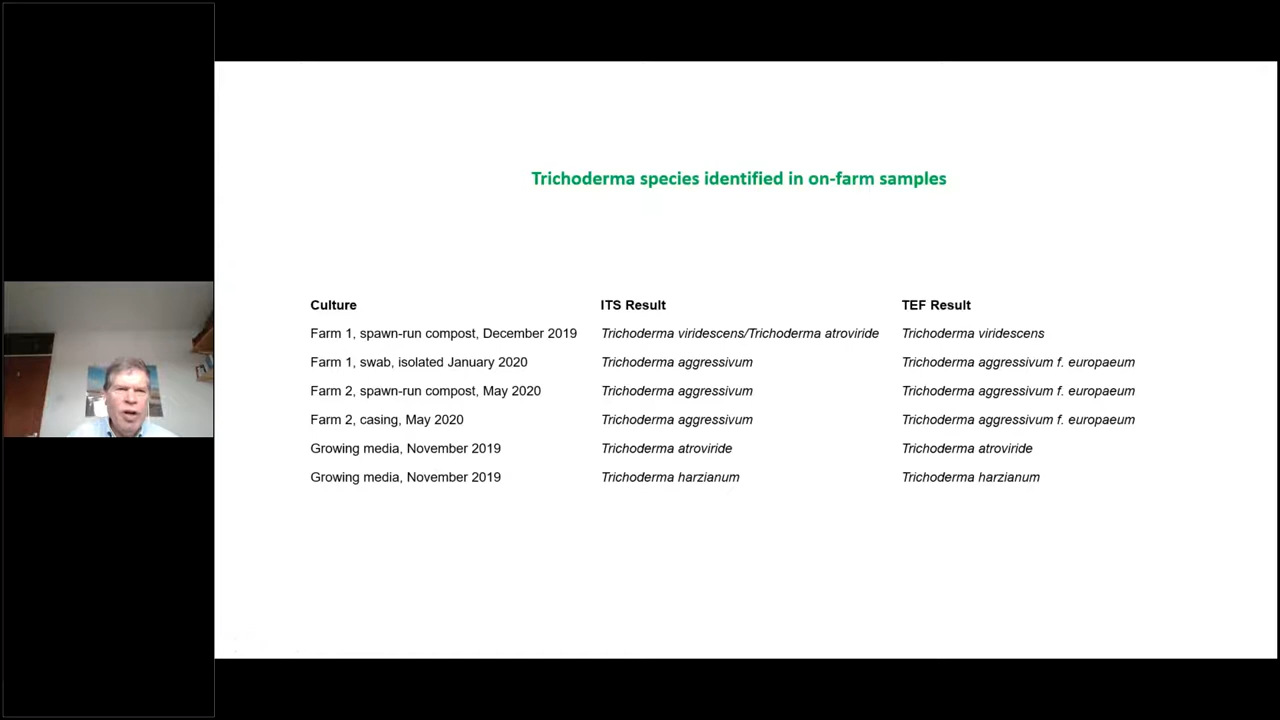 Trichoderma species identified in on-farm samples
Culture ITS Result TEF Result
Farm 1, spawn-run compost, December 2019 Trichoderma viridescens/Trichoderma atroviride Trichoderma viridescens
Farm 1, swab, isolated January 2020 Trichoderma aggressivum Trichoderma aggressivum f. europaeum
Farm 2, spawn-run compost, May 2020 Trichoderma aggressivum Trichoderma aggressivum f. europaeum
Farm 2, casing, May 2020 Trichoderma aggressivum Trichoderma aggressivum f. europaeum
Growing media, November 2019 Trichoderma atroviride Trichoderma atroviride
Growing media, November 2019 Trichoderma harzianum Trichoderma harzianum